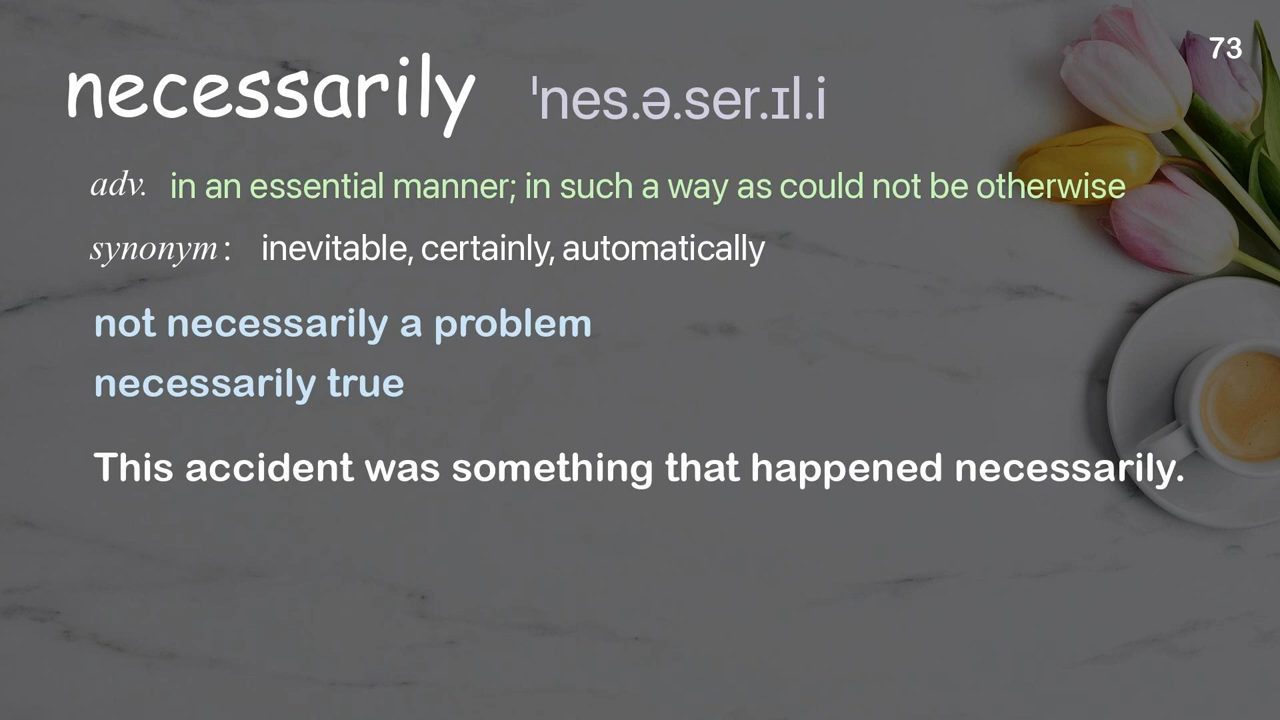 73
necessarily ˈnes.ə.ser.ɪl.i
adv. in an essential manner; in such a way as could not be otherwise
synonym: inevitable, certainly, automatically
not necessarily a problem
necessarily true
This accident was something that happened necessarily.